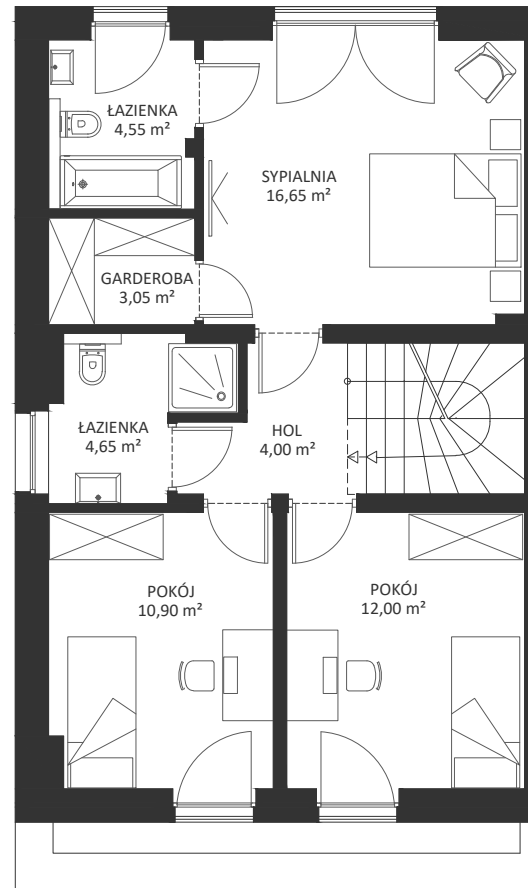 ŁAZIENKA
4,55 m²
SYPIALNIA
16,65 m²
GARDEROBA
3,05 m²
ŁAZIENKA
4,65 m²
HOL
4,00 m²
POKÓJ
10,90 m²
POKÓJ
12,00 m²